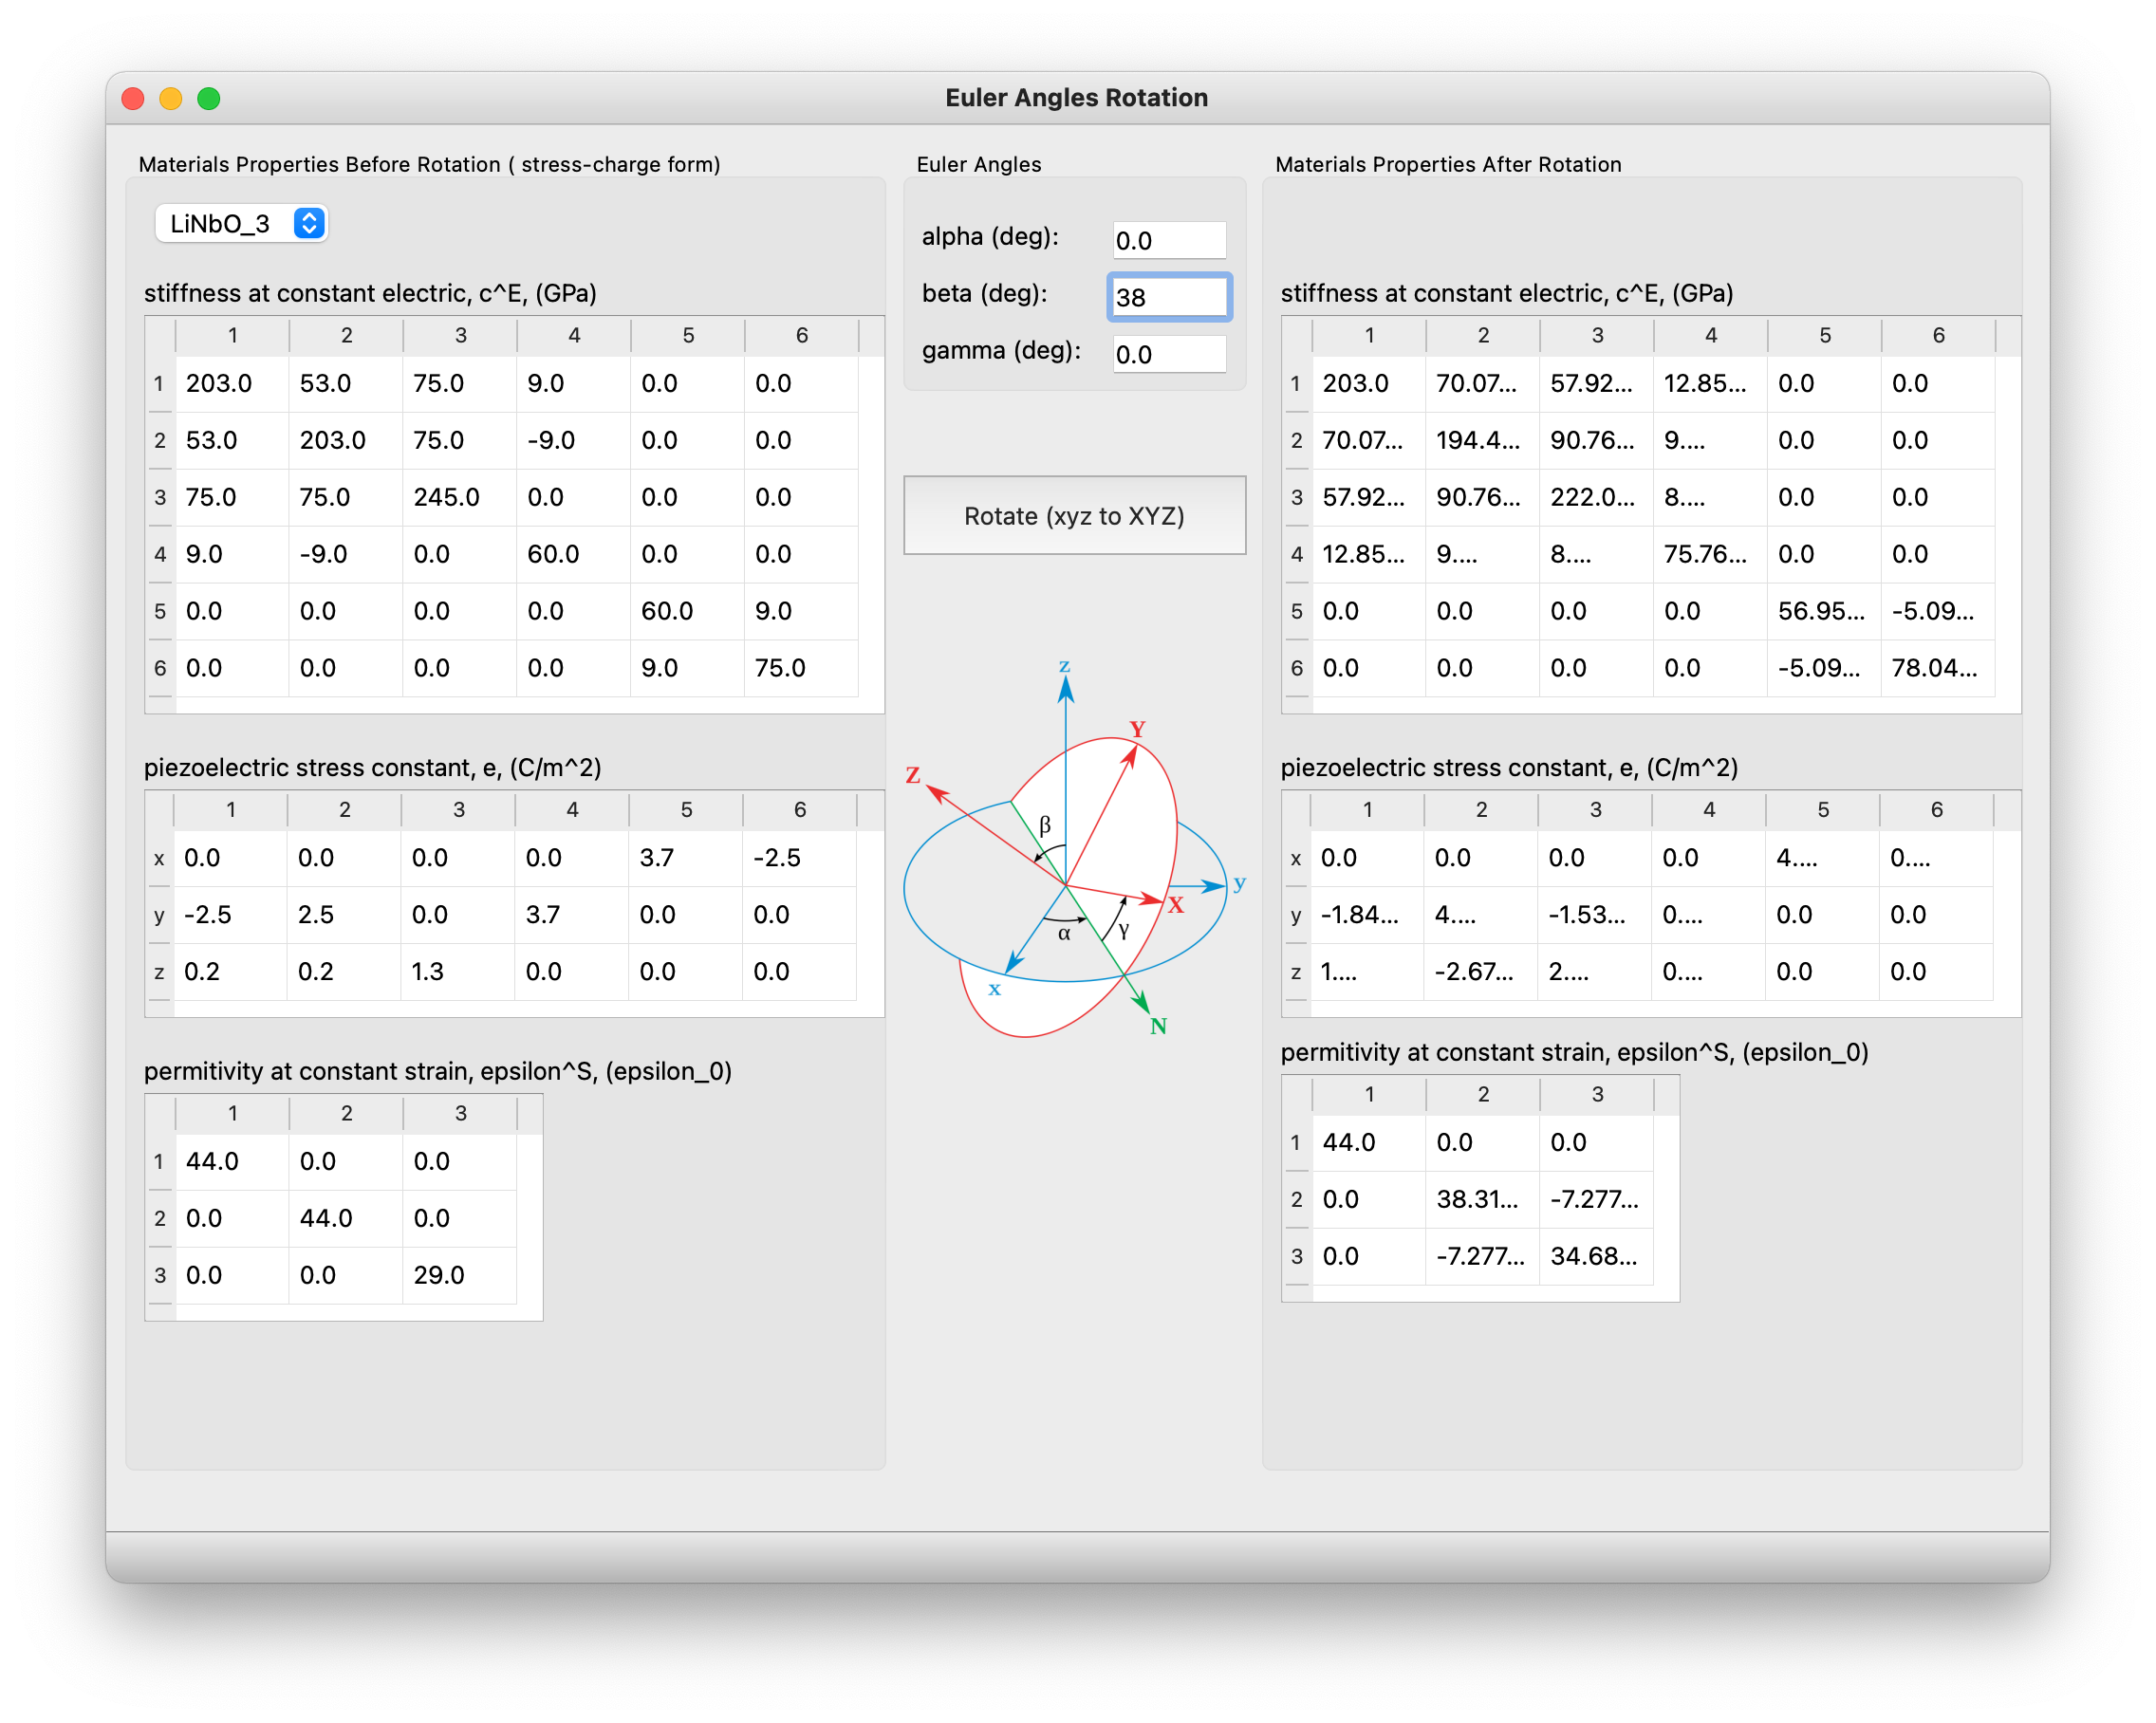 Euler Angles Rotation
Materials Properties Before Rotation ( stress-charge form)
LiNbO_3
stiffness at constant electric, c^E, (GPa)
1 2 3 4 5 6
1 203.0 53.0 75.0 9.0 0.0 0.0
2 53.0 203.0 75.0 -9.0 0.0 0.0
3 75.0 75.0 245.0 0.0 0.0 0.0
4 9.0 -9.0 0.0 60.0 0.0 0.0
5 0.0 0.0 0.0 0.0 60.0 9.0
6 0.0 0.0 0.0 0.0 9.0 75.0
piezoelectric stress constant, e, (C/m^2)
1 2 3 4 5 6
x 0.0 0.0 0.0 0.0 3.7 -2.5
y -2.5 2.5 0.0 3.7 0.0 0.0
z 0.2 0.2 1.3 0.0 0.0 0.0
permitivity at constant strain, epsilon^S, (epsilon_0)
1 2 3
1 44.0 0.0 0.0
2 0.0 44.0 0.0
3 0.0 0.0 29.0
Euler Angles
alpha (deg): 0.0
beta (deg): 38
gamma (deg): 0.0
Rotate (xyz to XYZ)
z
Y
Z
β
y
X
α
γ
x
N
Materials Properties After Rotation
stiffness at constant electric, c^E, (GPa)
1 2 3 4 5 6
1 203.0 70.07... 57.92... 12.85... 0.0 0.0
2 70.07... 194.4... 90.76... 9.... 0.0 0.0
3 57.92... 90.76... 222.0... 8.... 0.0 0.0
4 12.85... 9.... 8.... 75.76... 0.0 0.0
5 0.0 0.0 0.0 0.0 56.95... -5.09...
6 0.0 0.0 0.0 0.0 -5.09... 78.04...
piezoelectric stress constant, e, (C/m^2)
1 2 3 4 5 6
x 0.0 0.0 0.0 0.0 4.... 0....
y -1.84... 4.... -1.53... 0.... 0.0 0.0
z 1.... -2.67... 2.... 0.... 0.0 0.0
permitivity at constant strain, epsilon^S, (epsilon_0)
1 2 3
1 44.0 0.0 0.0
2 0.0 38.31... -7.277...
3 0.0 -7.277... 34.68...